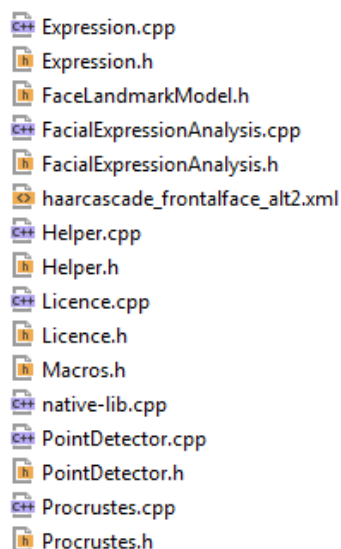 C++ Expression.cpp
h Expression.h
h FaceLandmarkModel.h
C++ FacialExpressionAnalysis.cpp
h FacialExpressionAnalysis.h
<> haarcascade_frontalface_alt2.xml
C++ Helper.cpp
h Helper.h
C++ Licence.cpp
h Licence.h
h Macros.h
C++ native-lib.cpp
C++ PointDetector.cpp
h PointDetector.h
C++ Procrustes.cpp
h Procrustes.h